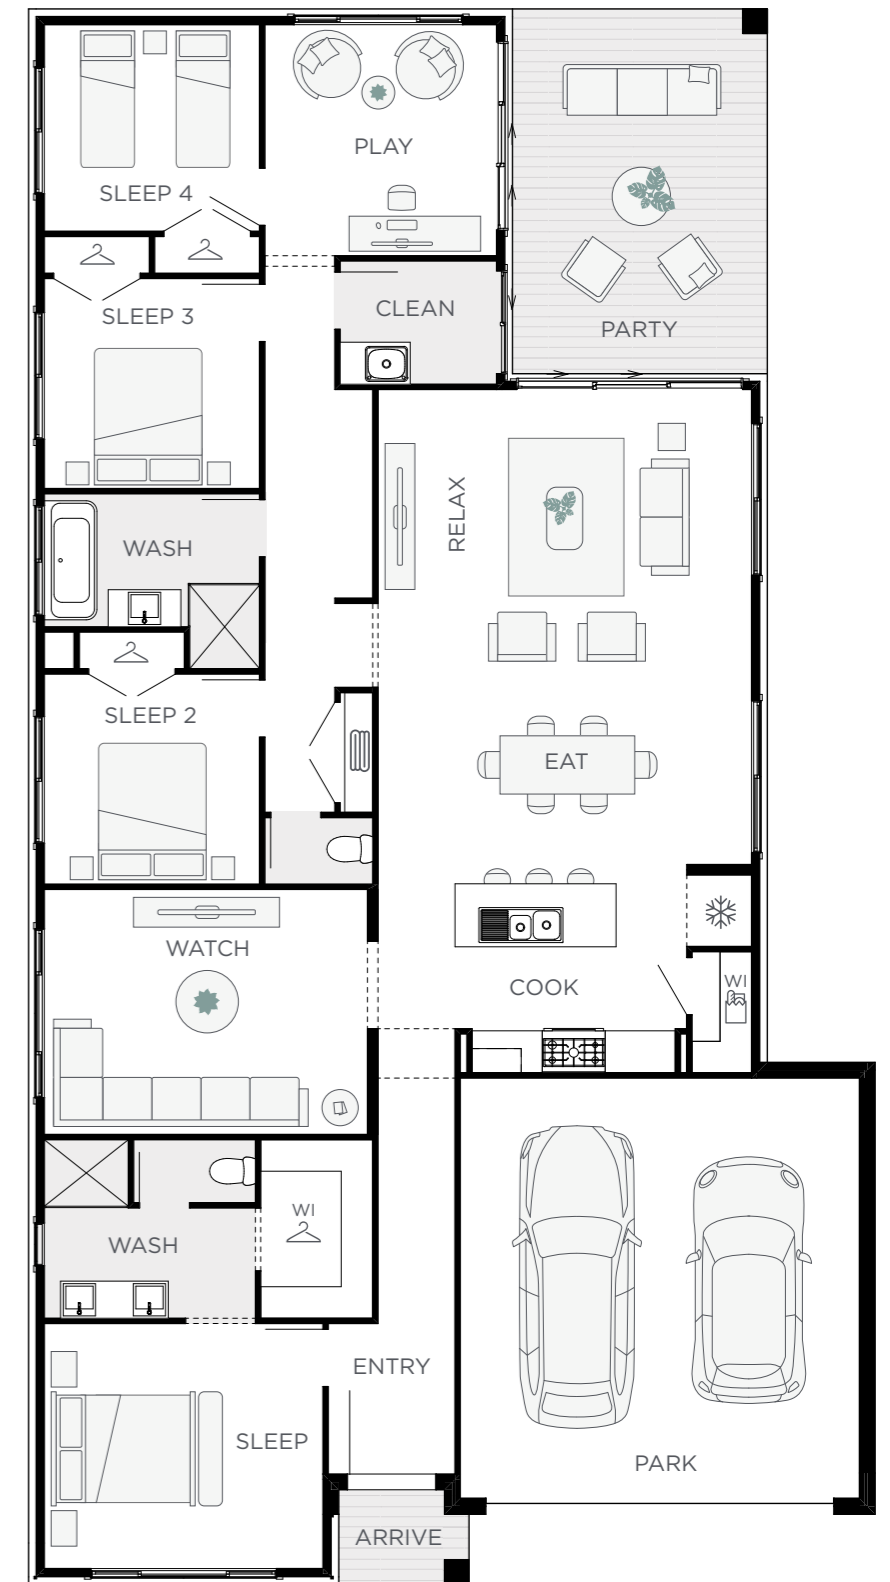 PLAY
SLEEP 4
CLEAN
SLEEP 3
PARTY
RELAX
WASH
SLEEP 2
EAT
WATCH
COOK
WI
WI
WASH
ENTRY
SLEEP
PARK
ARRIVE